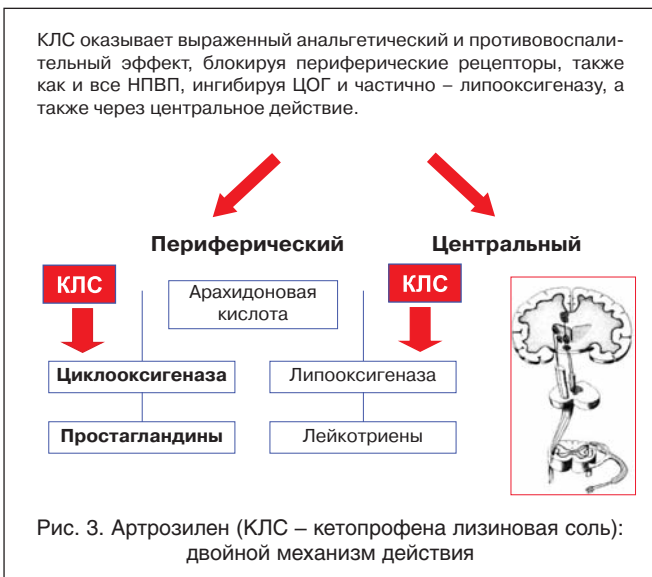 КЛС оказывает выраженный анальгетический и противовоспали-
тельный эффект, блокируя периферические рецепторы, также
как и все НПВП, ингибируя ЦОГ и частично – липооксигеназу, а
также через центральное действие.
Периферический
Центральный
КЛС
Арахидоновая
кислота
КЛС
Циклооксигеназа
Липооксигеназа
Простагландины
Лейкотриены
Рис. 3. Артрозилен (КЛС – кетопрофена лизиновая соль):
двойной механизм действия